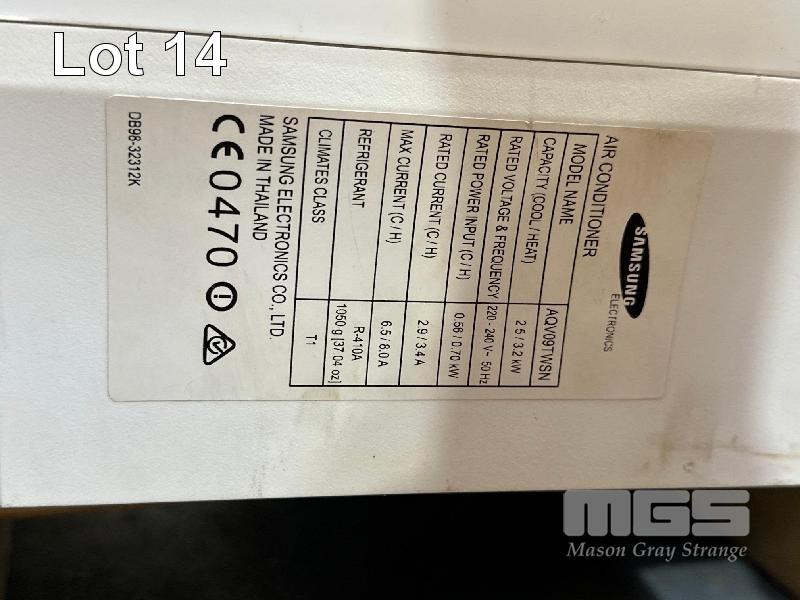 Lot 14
SAMSUNG
ELECTRONICS
AIR CONDITIONER
MODEL NAME AQV09TWSN
CAPACITY (COOL / HEAT) 2.5 / 3.2 kW
RATED VOLTAGE & FREQUENCY 220 - 240 V~ 50 Hz
RATED POWER INPUT (C / H) 0.58 / 0.70 kW
RATED CURRENT (C / H) 2.9 / 3.4 A
MAX CURRENT (C / H) 6.5 / 8.0 A
REFRIGERANT R-410A
1050 g [37.04 oz]
CLIMATES CLASS T1
SAMSUNG ELECTRONICS CO., LTD.
MADE IN THAILAND
CE0470
DB98-32312K
MGS
Mason Gray Strange